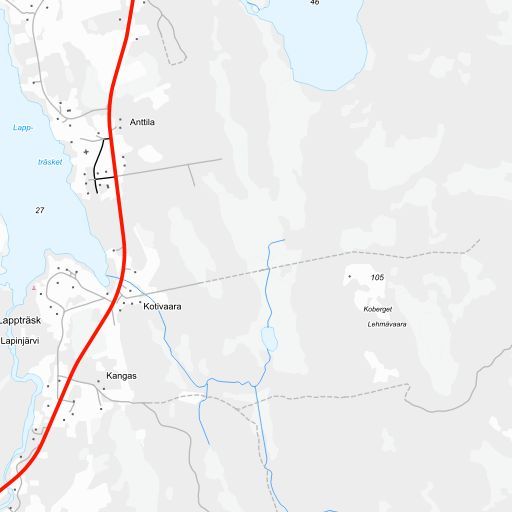 46
Anttila
Lapp-
träsket
27
105
Koberget
Lehmävaara
Kotivaara
Lappträsk
Lapinjärvi
Kangas